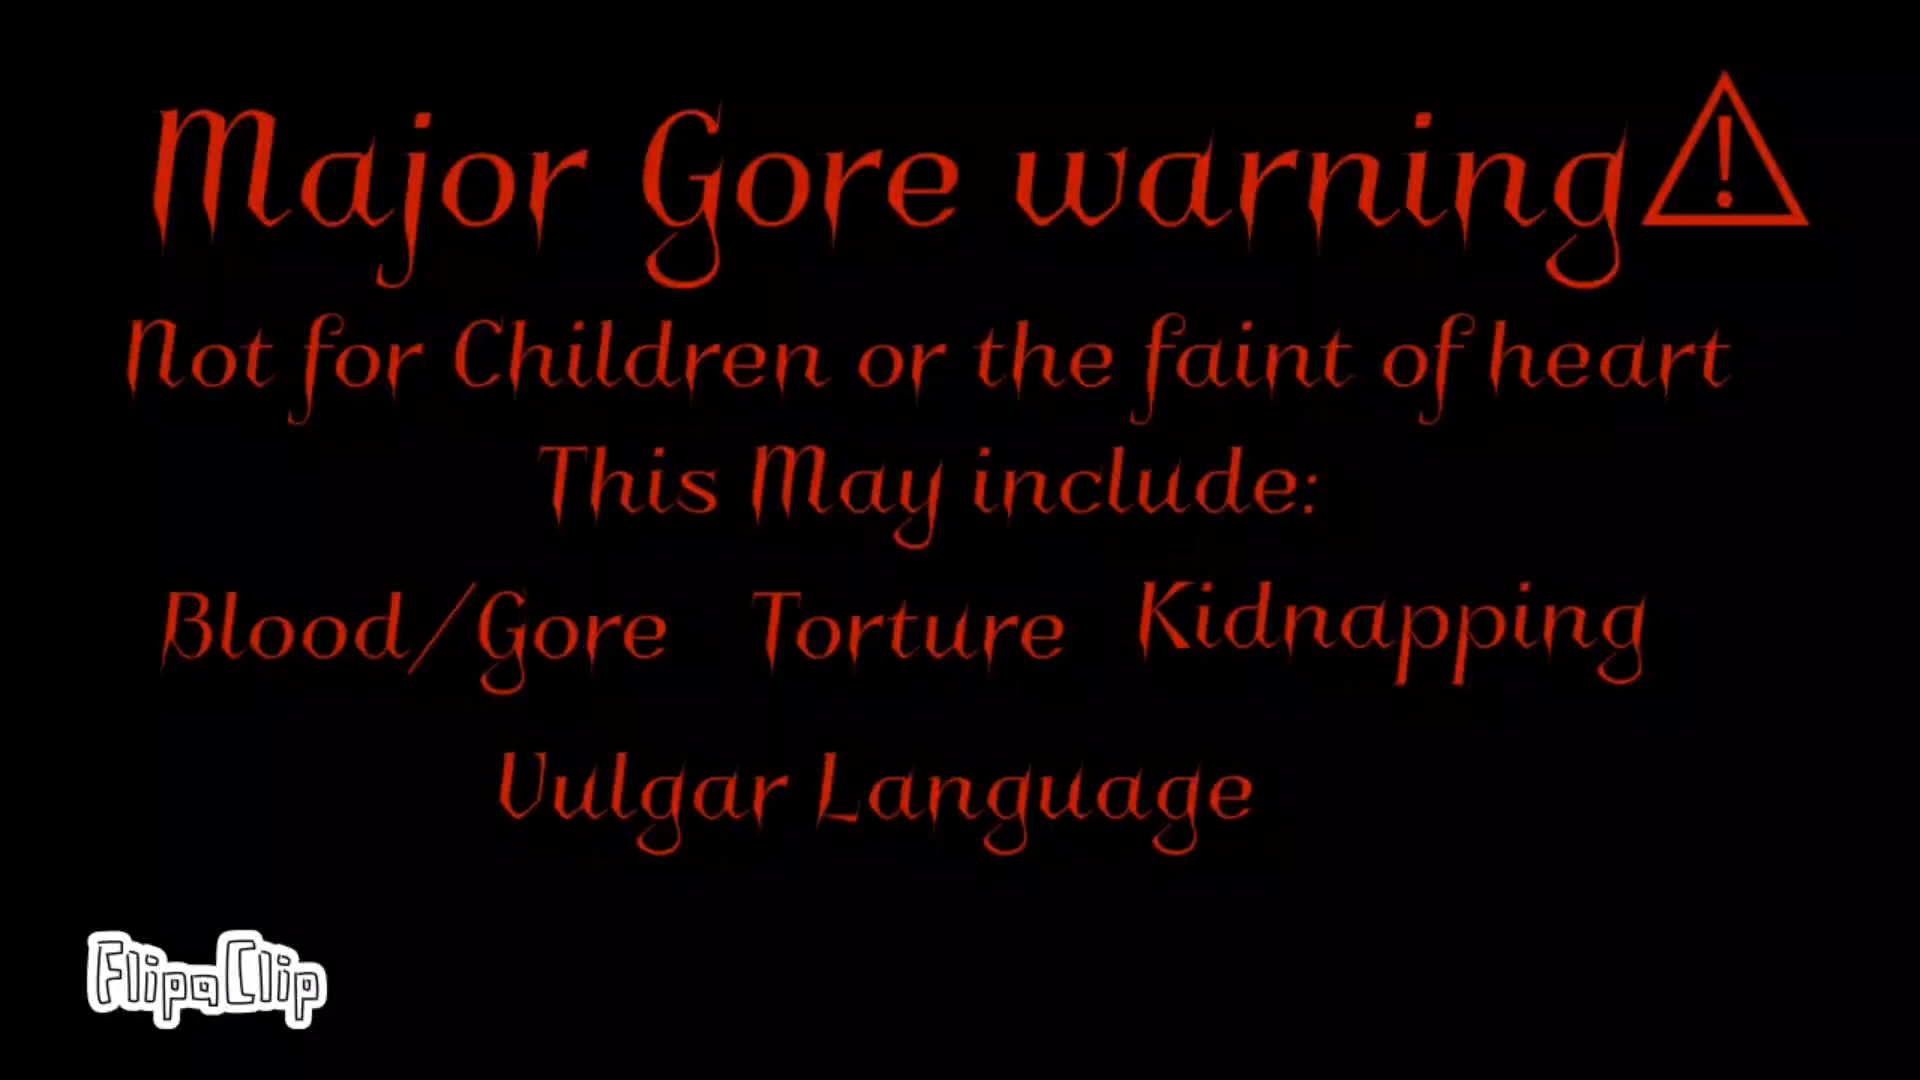 Major Gore warning⚠
Not for Children or the faint of heart
This May include:
Blood/Gore Torture Kidnapping
Vulgar Language
FlipaClip